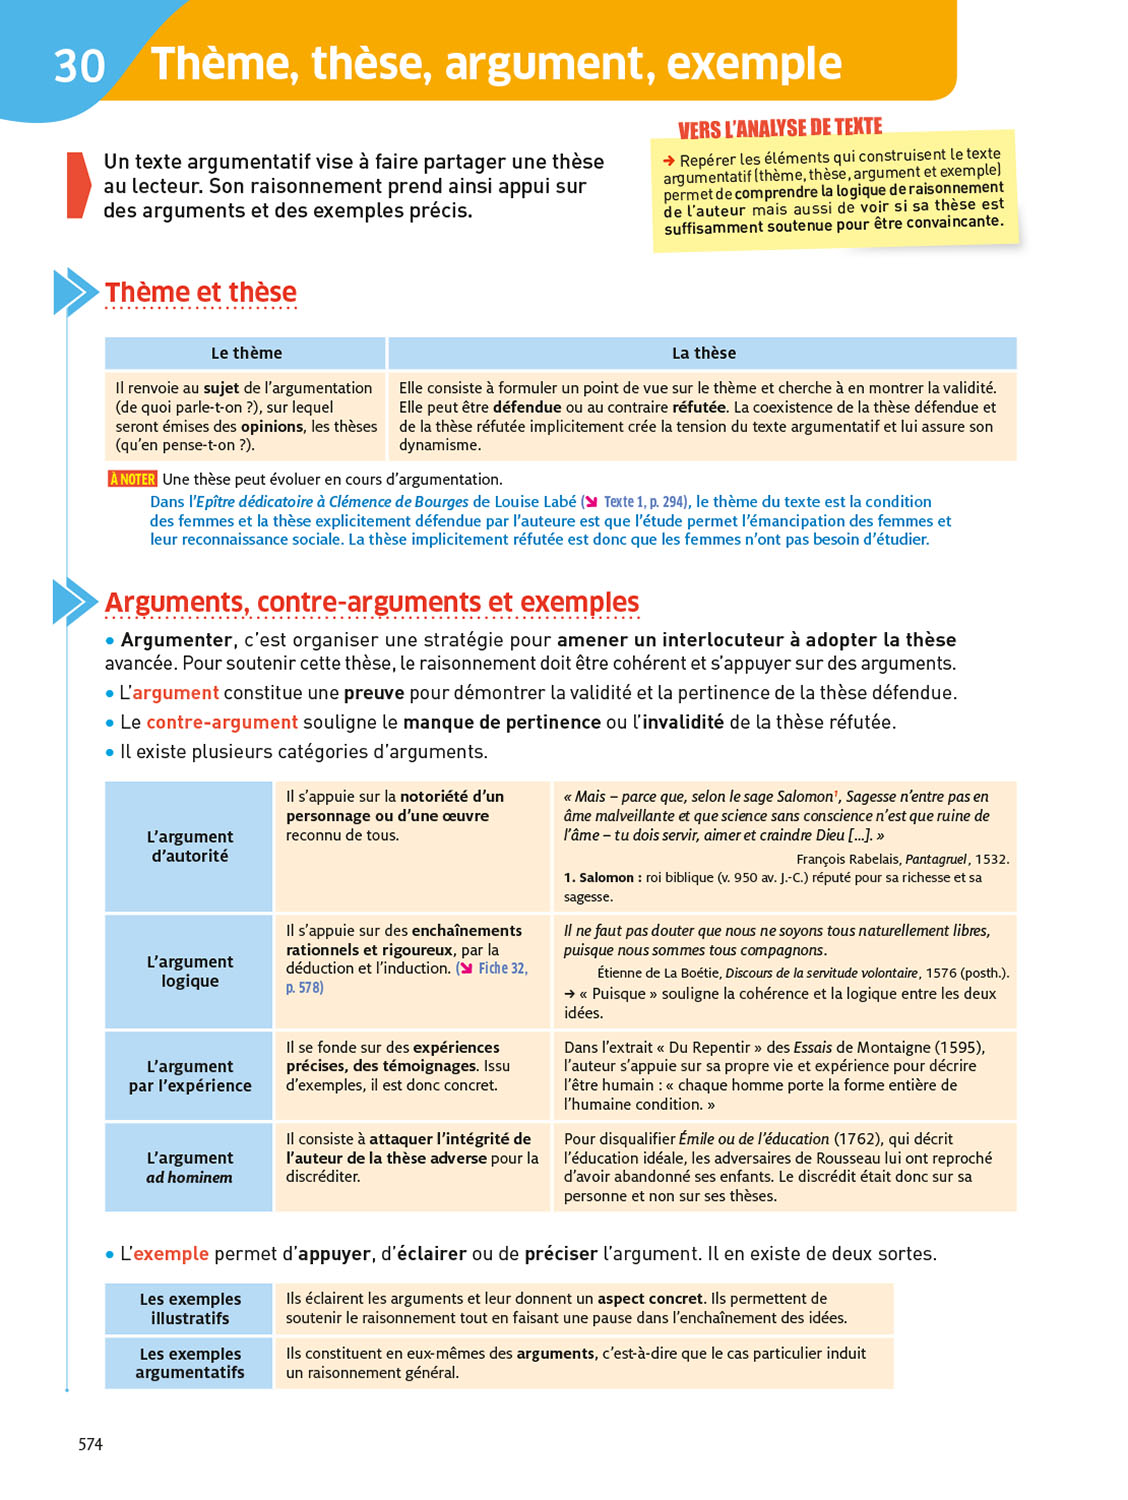 30
Thème, thèse, argument, exemple
Un texte argumentatif vise à faire partager une thèse
au lecteur. Son raisonnement prend ainsi appui sur
des arguments et des exemples précis.
VERS L'ANALYSE DE TEXTE
➔ Repérer les éléments qui construisent le texte
argumentatif (thème, thèse, argument et exemple)
permet de comprendre la logique de raisonnement
de l'auteur mais aussi de voir si sa thèse est
suffisamment soutenue pour être convaincante.
Thème et thèse
Le thème
Il renvoie au sujet de l'argumentation
(de quoi parle-t-on ?), sur lequel
seront émises des opinions, les thèses
(qu'en pense-t-on ?).
La thèse
Elle consiste à formuler un point de vue sur le thème et cherche à en montrer la validité.
Elle peut être défendue ou au contraire réfutée. La coexistence de la thèse défendue et
de la thèse réfutée implicitement crée la tension du texte argumentatif et lui assure son
dynamisme.
À NOTER Une thèse peut évoluer en cours d'argumentation.
Dans l'Epître dédicatoire à Clémence de Bourges de Louise Labé (➘ Texte 1, p. 294), le thème du texte est la condition
des femmes et la thèse explicitement défendue par l'auteure est que l'étude permet l'émancipation des femmes et
leur reconnaissance sociale. La thèse implicitement réfutée est donc que les femmes n'ont pas besoin d'étudier.
Arguments, contre-arguments et exemples
• Argumenter, c'est organiser une stratégie pour amener un interlocuteur à adopter la thèse
avancée. Pour soutenir cette thèse, le raisonnement doit être cohérent et s'appuyer sur des arguments.
• L'argument constitue une preuve pour démontrer la validité et la pertinence de la thèse défendue.
• Le contre-argument souligne le manque de pertinence ou l'invalidité de la thèse réfutée.
• Il existe plusieurs catégories d'arguments.
L'argument
d'autorité
Il s'appuie sur la notoriété d'un
personnage ou d'une œuvre
reconnu de tous.
« Mais – parce que, selon le sage Salomon¹, Sagesse n'entre pas en
âme malveillante et que science sans conscience n'est que ruine de
l'âme – tu dois servir, aimer et craindre Dieu [...]. »
François Rabelais, Pantagruel, 1532.
1. Salomon : roi biblique (v. 950 av. J.-C.) réputé pour sa richesse et sa
sagesse.
L'argument
logique
Il s'appuie sur des enchaînements
rationnels et rigoureux, par la
déduction et l'induction. (➘ Fiche 32,
p. 578)
Il ne faut pas douter que nous ne soyons tous naturellement libres,
puisque nous sommes tous compagnons.
Étienne de La Boétie, Discours de la servitude volontaire, 1576 (posth.).
➔ « Puisque » souligne la cohérence et la logique entre les deux
idées.
L'argument
par l'expérience
Il se fonde sur des expériences
précises, des témoignages. Issu
d'exemples, il est donc concret.
Dans l'extrait « Du Repentir » des Essais de Montaigne (1595),
l'auteur s'appuie sur sa propre vie et expérience pour décrire
l'être humain : « chaque homme porte la forme entière de
l'humaine condition. »
L'argument
ad hominem
Il consiste à attaquer l'intégrité de
l'auteur de la thèse adverse pour la
discréditer.
Pour disqualifier Émile ou de l'éducation (1762), qui décrit
l'éducation idéale, les adversaires de Rousseau lui ont reproché
d'avoir abandonné ses enfants. Le discrédit était donc sur sa
personne et non sur ses thèses.
• L'exemple permet d'appuyer, d'éclairer ou de préciser l'argument. Il en existe de deux sortes.
Les exemples
illustratifs
Ils éclairent les arguments et leur donnent un aspect concret. Ils permettent de
soutenir le raisonnement tout en faisant une pause dans l'enchaînement des idées.
Les exemples
argumentatifs
Ils constituent en eux-mêmes des arguments, c'est-à-dire que le cas particulier induit
un raisonnement général.
574